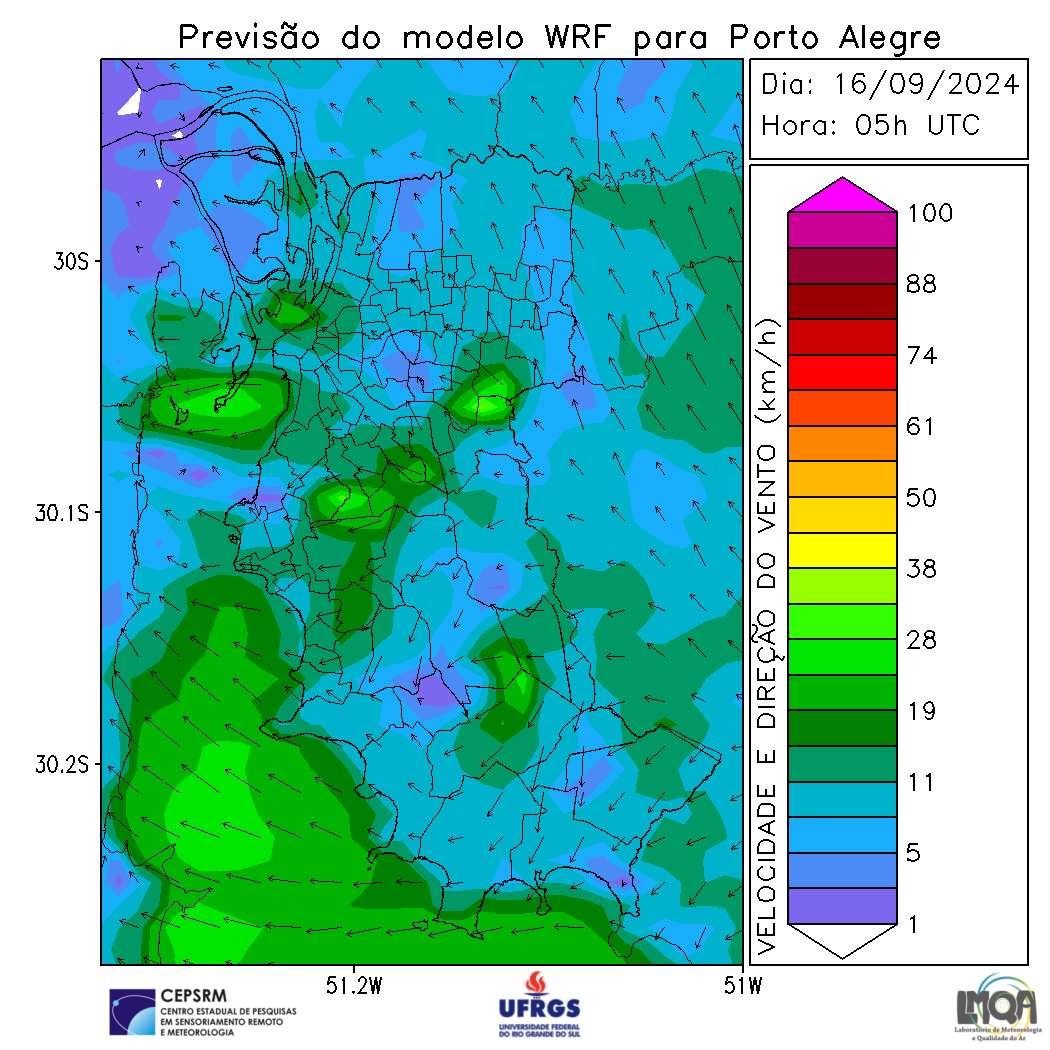 Previsão do modelo WRF para Porto Alegre
Dia: 16/09/2024
Hora: 05h UTC
30S
30.1S
30.2S
51.2W
51W
VELOCIDADE E DIREÇÃO DO VENTO (km/h)
100
88
74
61
50
38
28
19
11
5
1
CEPSRM
CENTRO ESTADUAL DE PESQUISAS
EM SENSORIAMENTO REMOTO
E METEOROLOGIA
UFRGS
UNIVERSIDADE FEDERAL
DO RIO GRANDE DO SUL
LMQA
Laboratório de Meteorologia
e Qualidade do Ar